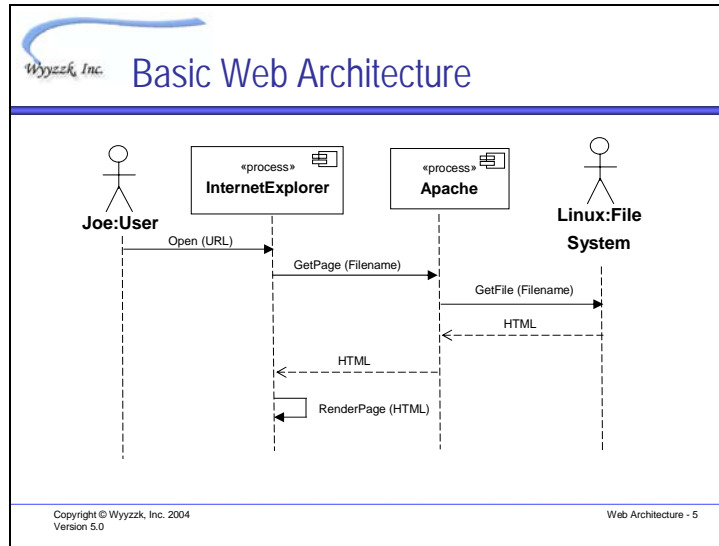 Wyyzzk, Inc.
Basic Web Architecture
Joe:User
«process»
InternetExplorer
«process»
Apache
Linux:File
System
Open (URL)
GetPage (Filename)
GetFile (Filename)
HTML
HTML
RenderPage (HTML)
Copyright © Wyyzzk, Inc. 2004
Version 5.0
Web Architecture - 5